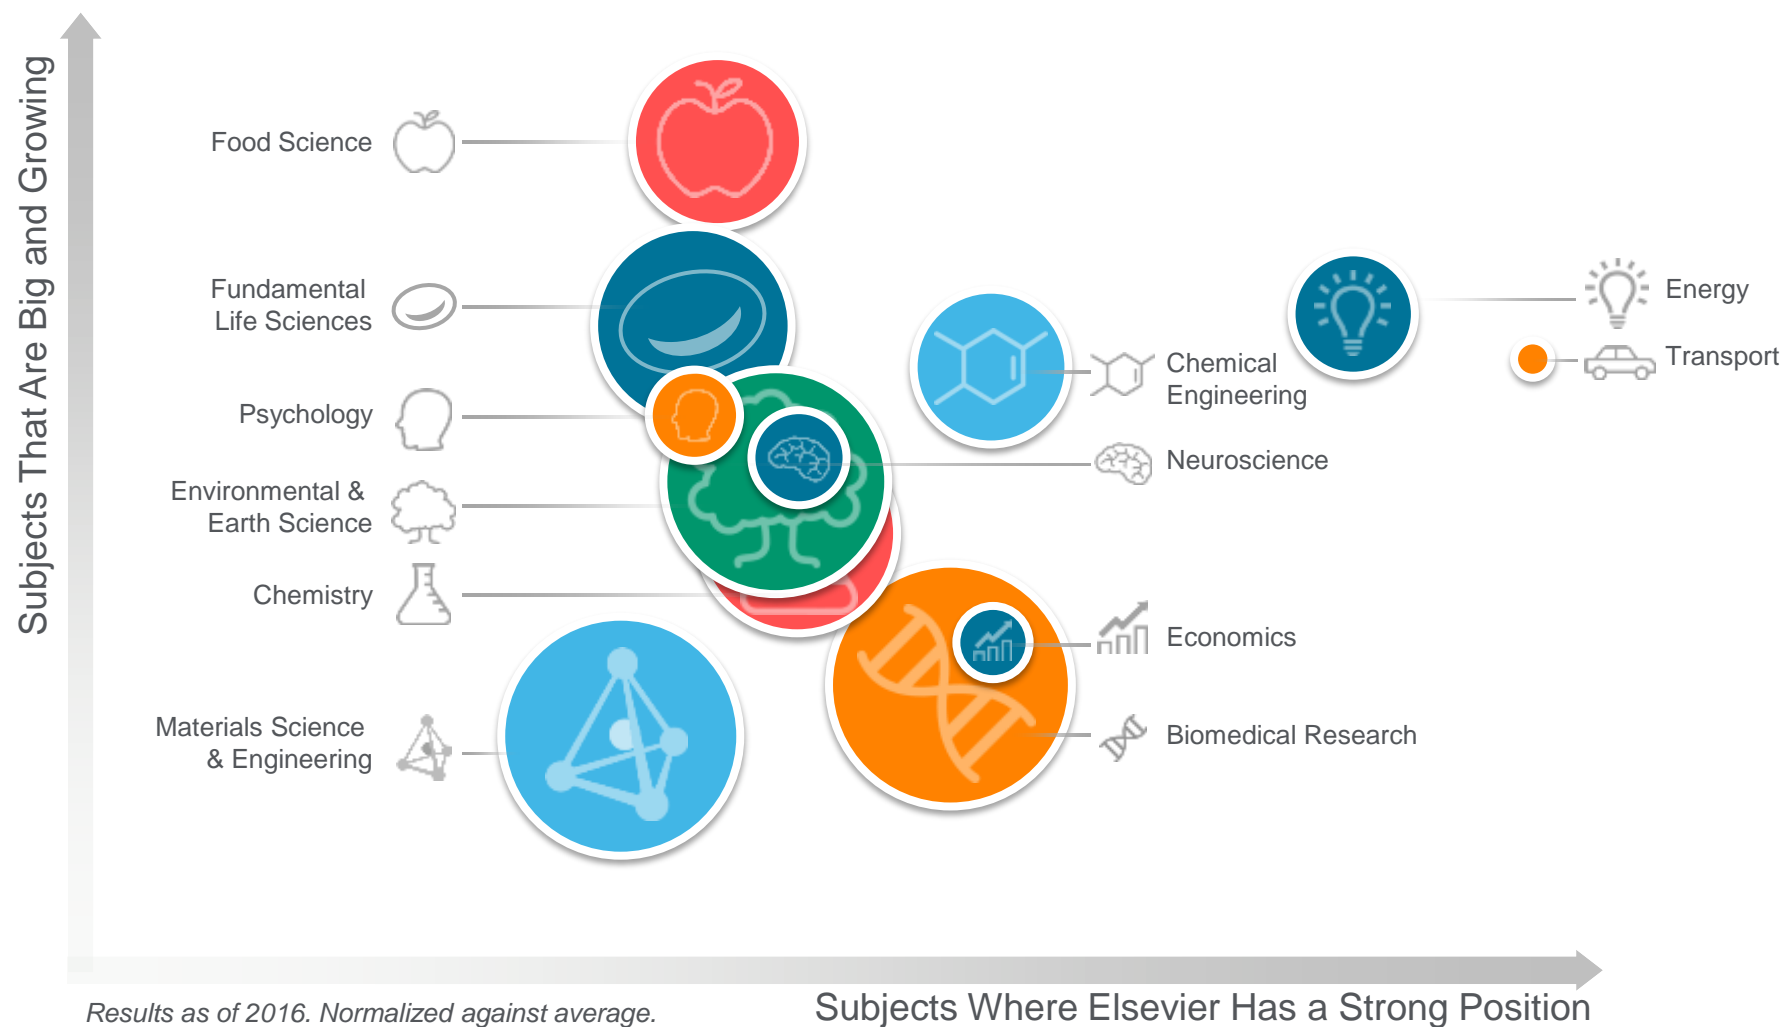 Subjects That Are Big and Growing
Food Science
Fundamental
Life Sciences
Psychology
Environmental &
Earth Science
Chemistry
Materials Science
& Engineering
Energy
Transport
Chemical
Engineering
Neuroscience
Economics
Biomedical Research
Results as of 2016. Normalized against average.
Subjects Where Elsevier Has a Strong Position